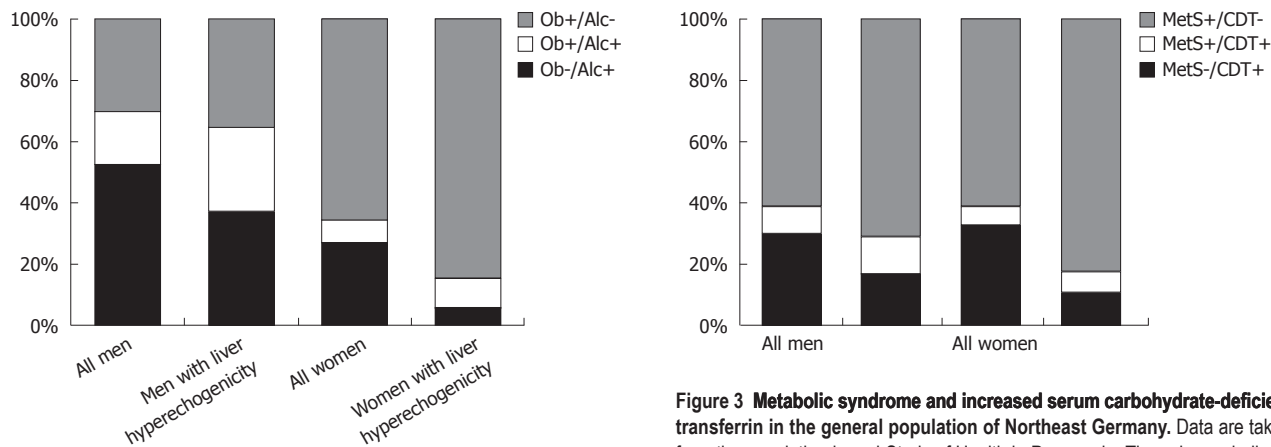 100%
80%
60%
40%
20%
0%
Ob+/Alc-
Ob+/Alc+
Ob-/Alc+
All men
Men with liver
hyperechogenicity
All women
Women with liver
hyperechogenicity
100%
80%
60%
40%
20%
0%
MetS+/CDT-
MetS+/CDT+
MetS-/CDT+
All men
All women
Figure 3 Metabolic syndrome and increased serum
transferrin in the general population of Northeast Germany. Data are